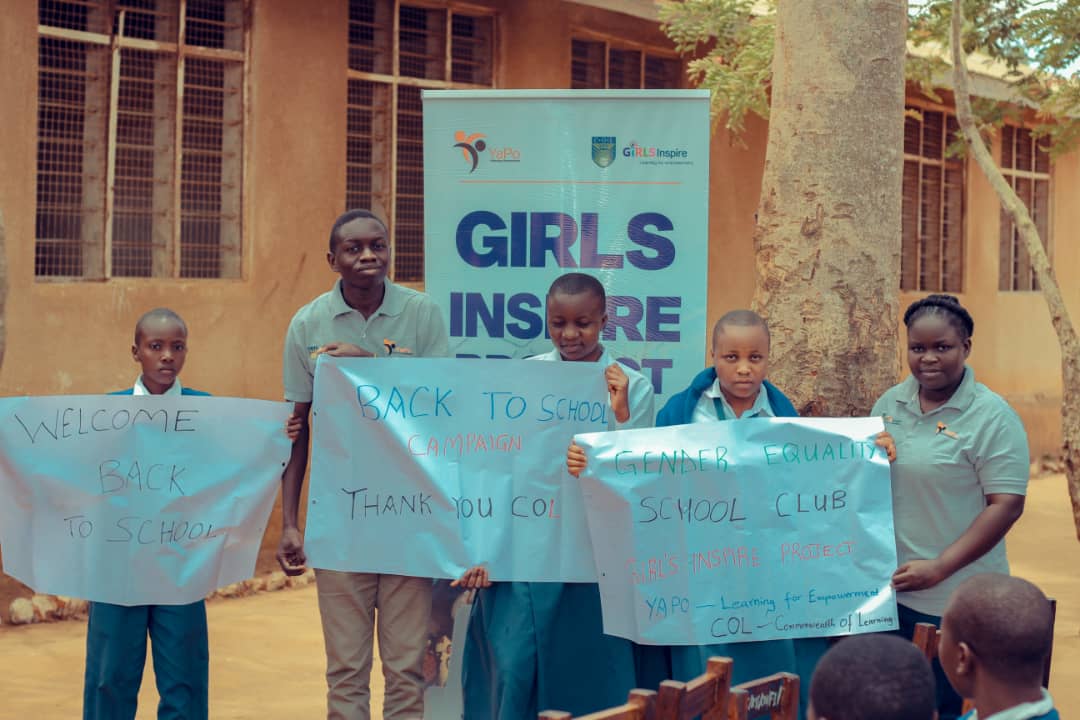 YaPo
GiRLS Inspire
GIRLS
INSPIRE
WELCOME
BACK
TO SCHOOL
BACK TO SCHOOL
CAMPAIGN
THANK YOU COL
GENDER EQUALITY
SCHOOL CLUB
GIRL'S INSPIRE PROJECT
YAPO - Learning for Empowerment
COL - Commonwealth of Learning